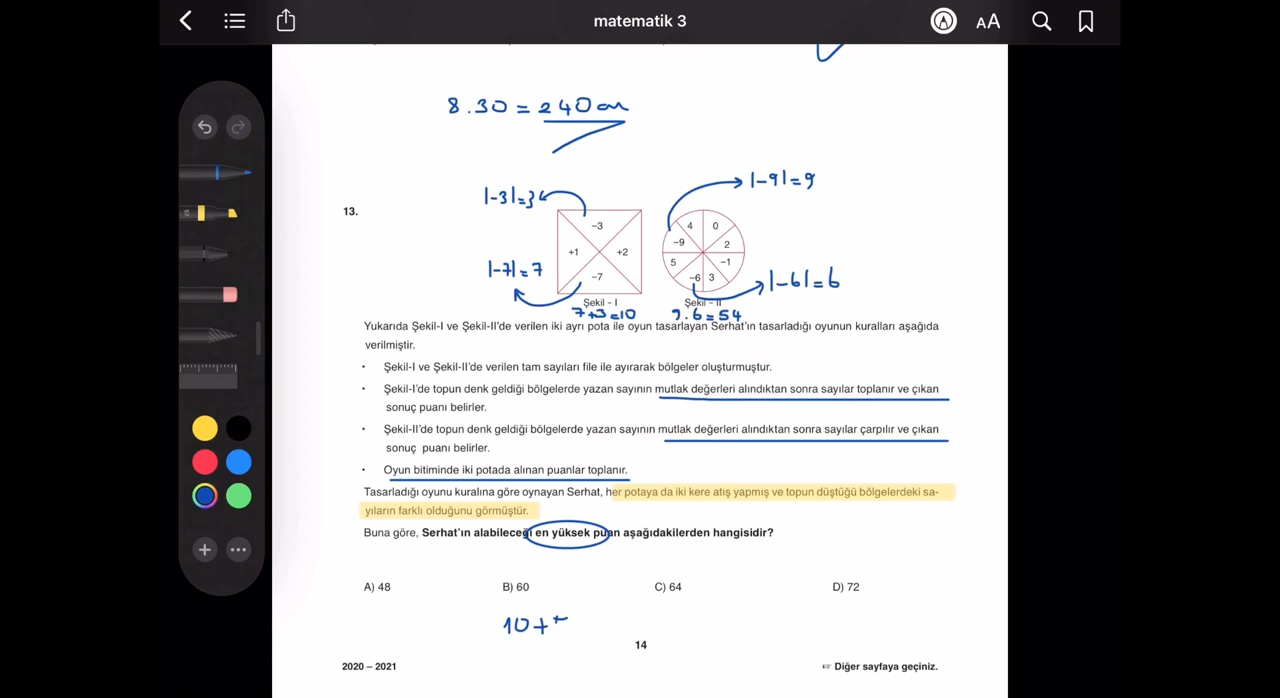 matematik 3
AA
8.30 = 240 cm
|-9| = 9
|-3| = 3
13.
-3
+1
+2
-7
4
0
-9
2
5
-1
-6
3
|-7| = 7
|-6| = 6
Şekil - I
Şekil - II
7+3=10
9.6=54
Yukarıda Şekil-I ve Şekil-II’de verilen iki ayrı pota ile oyun tasarlayan Serhat’ın tasarladığı oyunun kuralları aşağıda
verilmiştir.
• Şekil-I ve Şekil-II’de verilen tam sayıları file ile ayırarak bölgeler oluşturmuştur.
• Şekil-I’de topun denk geldiği bölgelerde yazan sayının mutlak değerleri alındıktan sonra sayılar toplanır ve çıkan
sonuç puanı belirler.
• Şekil-II’de topun denk geldiği bölgelerde yazan sayının mutlak değerleri alındıktan sonra sayılar çarpılır ve çıkan
sonuç puanı belirler.
• Oyun bitiminde iki potada alınan puanlar toplanır.
Tasarladığı oyunu kuralına göre oynayan Serhat, her potaya da iki kere atış yapmış ve topun düştüğü bölgelerdeki sa-
yıların farklı olduğunu görmüştür.
Buna göre, Serhat’ın alabileceği en yüksek puan aşağıdakilerden hangisidir?
A) 48
B) 60
C) 64
D) 72
10+
14
2020 – 2021
☞ Diğer sayfaya geçiniz.